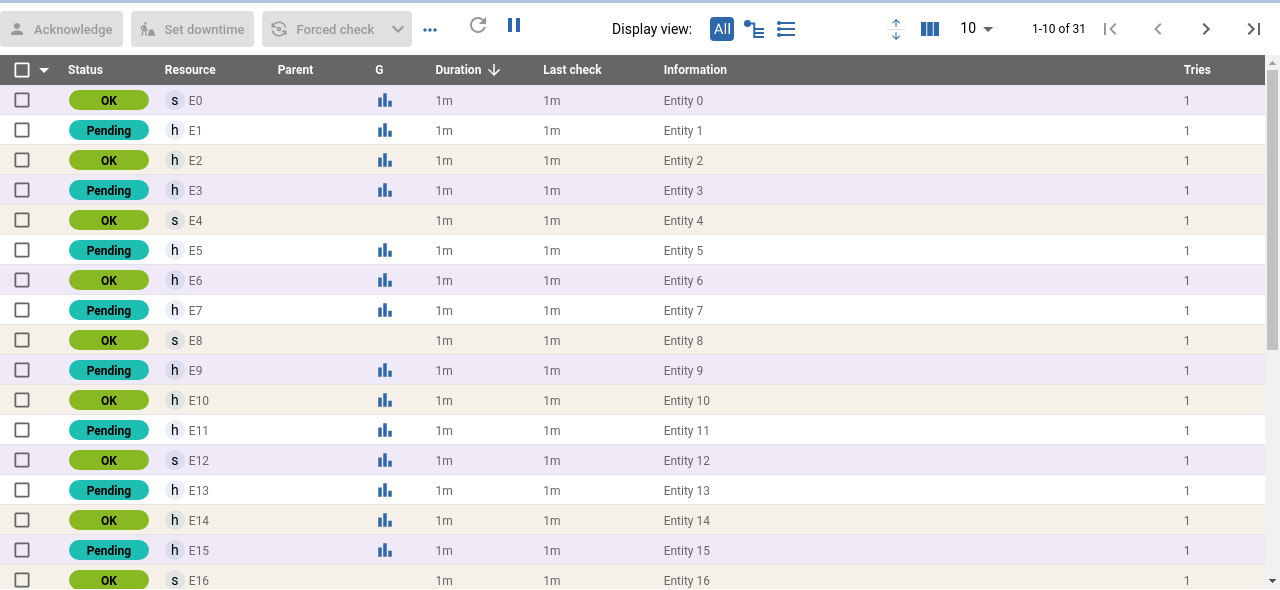 Acknowledge Set downtime Forced check Display view: All 10 1-10 of 31
Status Resource Parent G Duration Last check Information Tries
OK s E0 1m 1m Entity 0 1
Pending h E1 1m 1m Entity 1 1
OK h E2 1m 1m Entity 2 1
Pending h E3 1m 1m Entity 3 1
OK s E4 1m 1m Entity 4 1
Pending h E5 1m 1m Entity 5 1
OK h E6 1m 1m Entity 6 1
Pending h E7 1m 1m Entity 7 1
OK s E8 1m 1m Entity 8 1
Pending h E9 1m 1m Entity 9 1
OK h E10 1m 1m Entity 10 1
Pending h E11 1m 1m Entity 11 1
OK s E12 1m 1m Entity 12 1
Pending h E13 1m 1m Entity 13 1
OK h E14 1m 1m Entity 14 1
Pending h E15 1m 1m Entity 15 1
OK s E16 1m 1m Entity 16 1